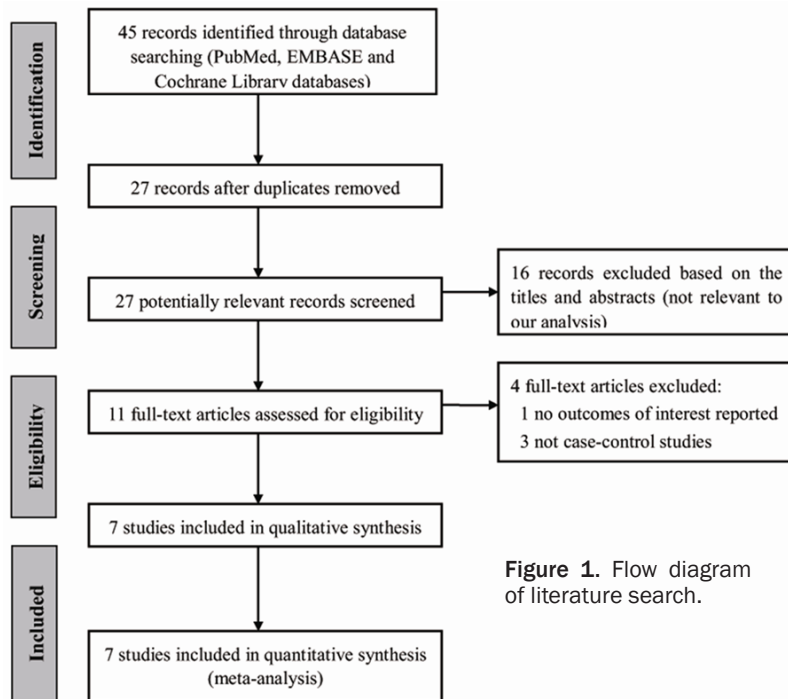 Identification
45 records identified through database
searching (PubMed, EMBASE and
Cochrane Library databases)
27 records after duplicates removed
Screening
27 potentially relevant records screened
16 records excluded based on the
titles and abstracts (not relevant to
our analysis)
Eligibility
11 full-text articles assessed for eligibility
4 full-text articles excluded:
1 no outcomes of interest reported
3 not case-control studies
7 studies included in qualitative synthesis
Included
7 studies included in quantitative synthesis
(meta-analysis)
Figure 1. Flow diagram
of literature search.